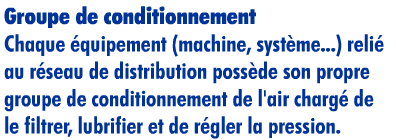 Groupe de conditionnement
Chaque équipement (machine, système...) relié
au réseau de distribution possède son propre
groupe de conditionnement de l'air chargé de
le filtrer, lubrifier et de régler la pression.